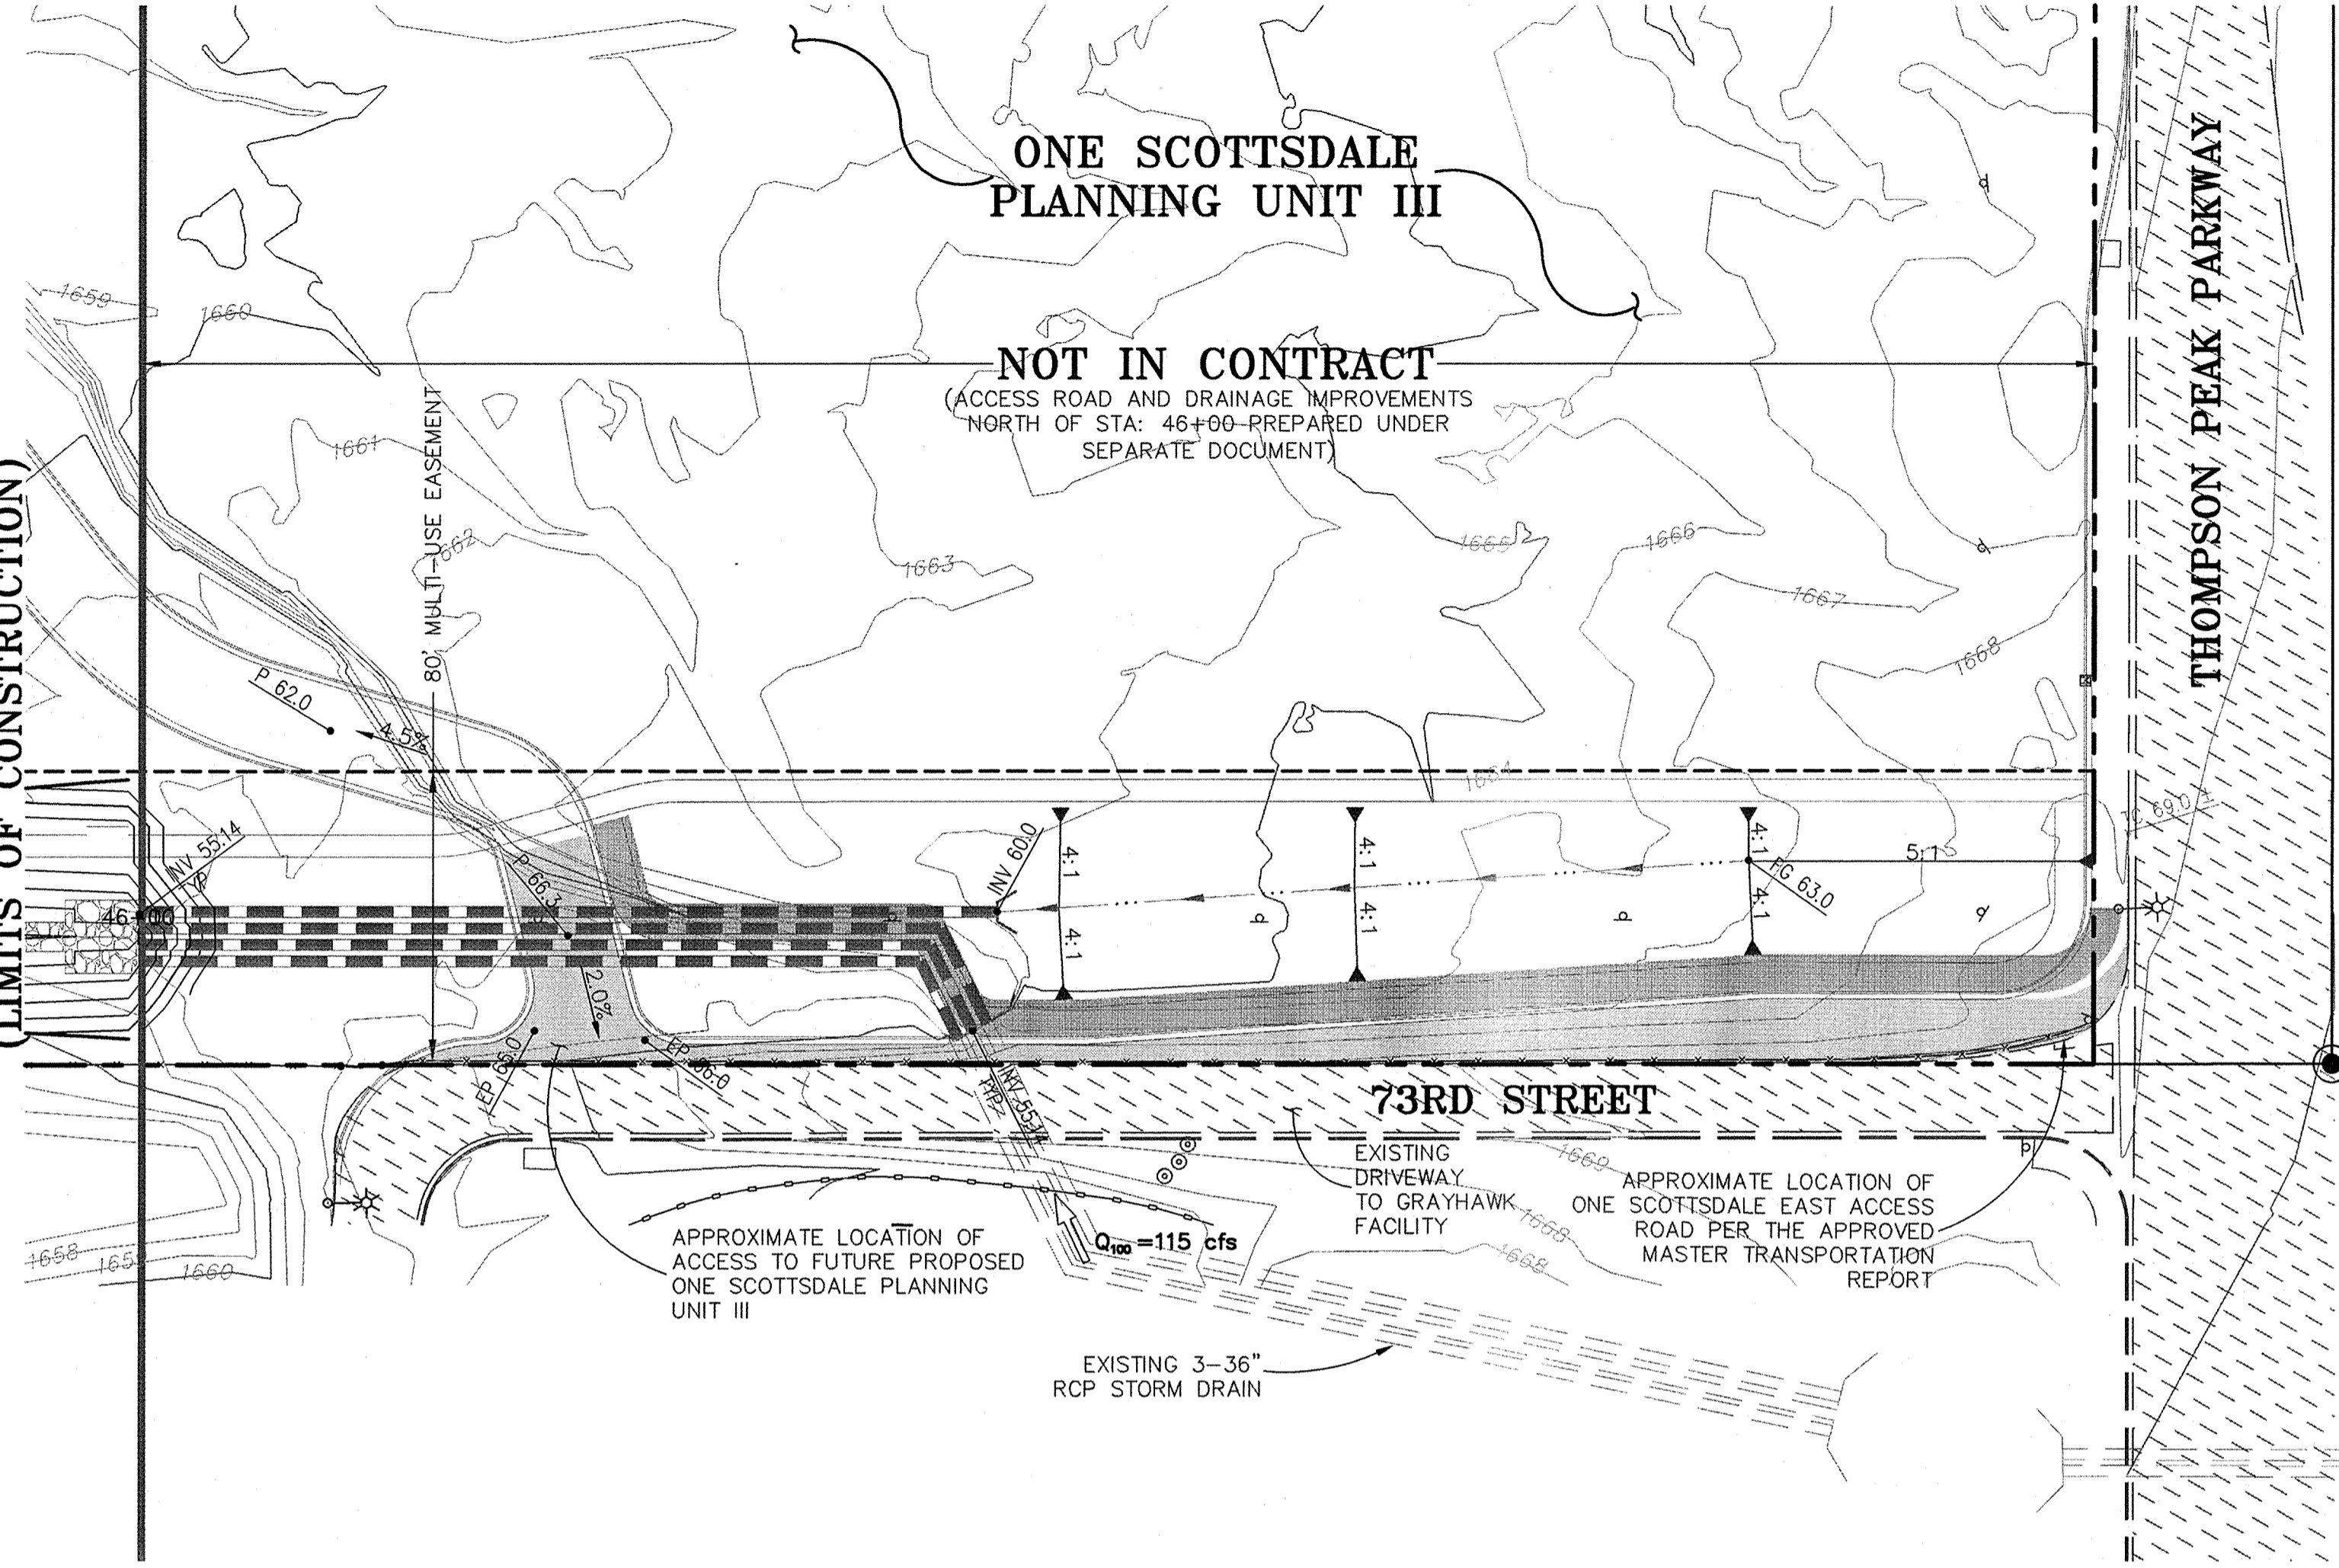 ONE SCOTTSDALE
PLANNING UNIT III
1659
1660
NOT IN CONTRACT
(ACCESS ROAD AND DRAINAGE IMPROVEMENTS
NORTH OF STA: 46+00 PREPARED UNDER
SEPARATE DOCUMENT)
THOMPSON PEAK PARKWAY
(LIMITS OF CONSTRUCTION)
80' MULTI-USE EASEMENT
1661
1662
1663
1665
1666
1667
1668
P 62.0
4.5%
1664
TC 69.0 ±
INV 55.14
TYP
P 66.3
INV 60.0
4:1
4:1
4:1
5:1
FG 63.0
46+00
4:1
4:1
4:1
2.0%
EP 66.0
EP 66.0
INV 55.14
TYP
73RD STREET
EXISTING
DRIVEWAY
TO GRAYHAWK
FACILITY
1669
1668
1668
APPROXIMATE LOCATION OF
ONE SCOTTSDALE EAST ACCESS
ROAD PER THE APPROVED
MASTER TRANSPORTATION
REPORT
APPROXIMATE LOCATION OF
ACCESS TO FUTURE PROPOSED
ONE SCOTTSDALE PLANNING
UNIT III
Q100 =115 cfs
1658
1660
EXISTING 3-36"
RCP STORM DRAIN